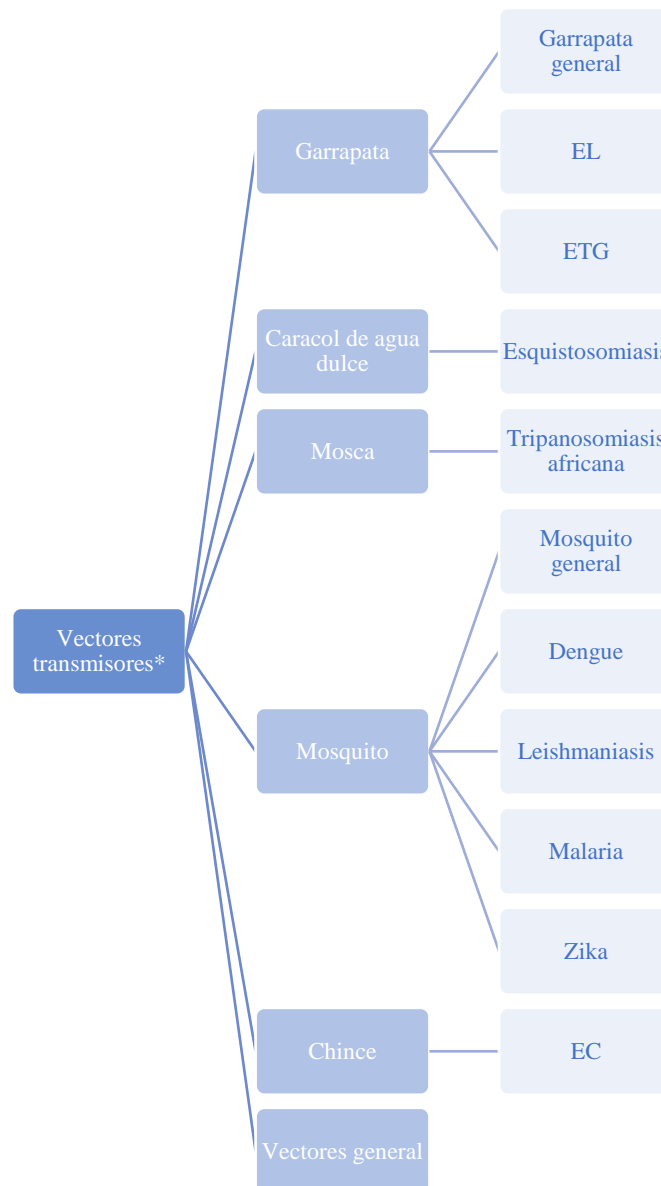 Garrapata
general
Garrapata
EL
ETG
Caracol de agua
dulce
Esquistosomiasis
Mosca
Tripanosomiasis
africana
Mosquito
general
Vectores
transmisores*
Dengue
Mosquito
Leishmaniasis
Malaria
Zika
Chince
EC
Vectores general